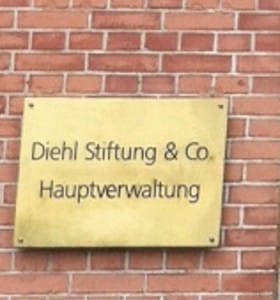 Diehl Stiftung & Co.
Hauptverwaltung